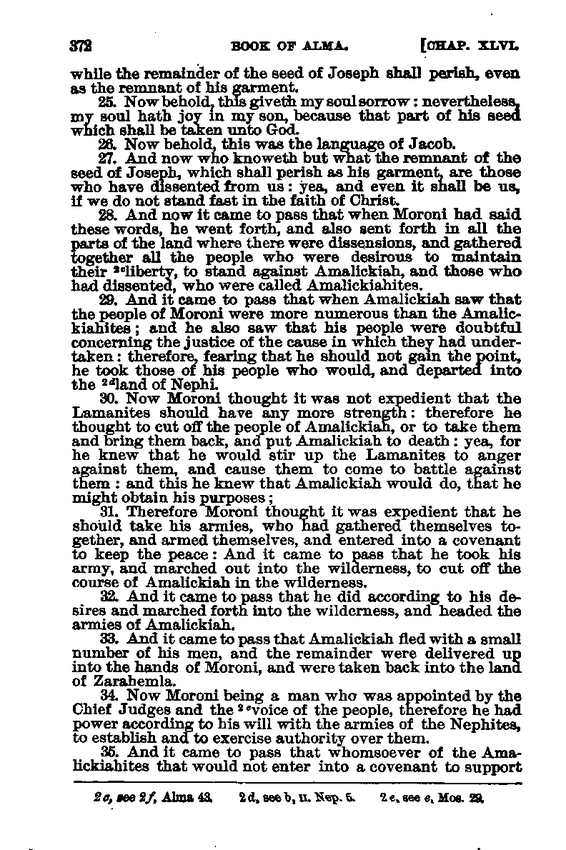 372 BOOK OF ALMA. [CHAP. XLVI.
while the remainder of the seed of Joseph shall perish, even
as the remnant of his garment.
25. Now behold, this giveth my soul sorrow : nevertheless,
my soul hath joy in my son, because that part of his seed
which shall be taken unto God.
26. Now behold, this was the language of Jacob.
27. And now who knoweth but what the remnant of the
seed of Joseph, which shall perish as his garment, are those
who have dissented from us : yea, and even it shall be us,
if we do not stand fast in the faith of Christ.
28. And now it came to pass that when Moroni had said
these words, he went forth, and also sent forth in all the
parts of the land where there were dissensions, and gathered
together all the people who were desirous to maintain
their ²ᶜliberty, to stand against Amalickiah, and those who
had dissented, who were called Amalickiahites.
29. And it came to pass that when Amalickiah saw that
the people of Moroni were more numerous than the Amalic-
kiahites ; and he also saw that his people were doubtful
concerning the justice of the cause in which they had under-
taken : therefore, fearing that he should not gain the point,
he took those of his people who would, and departed into
the ²ᵈland of Nephi.
30. Now Moroni thought it was not expedient that the
Lamanites should have any more strength : therefore he
thought to cut off the people of Amalickiah, or to take them
and bring them back, and put Amalickiah to death : yea, for
he knew that he would stir up the Lamanites to anger
against them, and cause them to come to battle against
them : and this he knew that Amalickiah would do, that he
might obtain his purposes ;
31. Therefore Moroni thought it was expedient that he
should take his armies, who had gathered themselves to-
gether, and armed themselves, and entered into a covenant
to keep the peace : And it came to pass that he took his
army, and marched out into the wilderness, to cut off the
course of Amalickiah in the wilderness.
32. And it came to pass that he did according to his de-
sires and marched forth into the wilderness, and headed the
armies of Amalickiah.
33. And it came to pass that Amalickiah fled with a small
number of his men, and the remainder were delivered up
into the hands of Moroni, and were taken back into the land
of Zarahemla.
34. Now Moroni being a man who was appointed by the
Chief Judges and the ²ᵉvoice of the people, therefore he had
power according to his will with the armies of the Nephites,
to establish and to exercise authority over them.
35. And it came to pass that whomsoever of the Ama-
lickiahites that would not enter into a covenant to support
2c, see 2f, Alma 43. 2d, see b, II. Nep. 5. 2e, see e, Mos. 29.